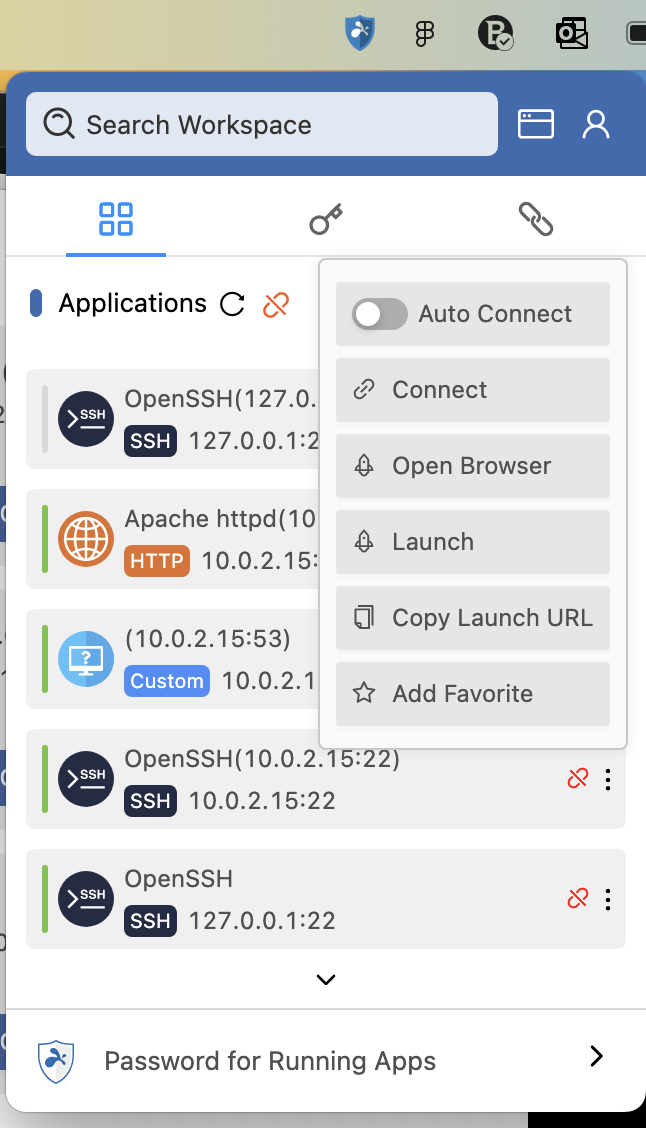 Search Workspace
Applications
Auto Connect
Connect
Open Browser
Launch
Copy Launch URL
Add Favorite
>SSH
OpenSSH(127.0.
SSH 127.0.0.1:2
Apache httpd(10
HTTP 10.0.2.15:
?
(10.0.2.15:53)
Custom 10.0.2.1
>SSH
OpenSSH(10.0.2.15:22)
SSH 10.0.2.15:22
>SSH
OpenSSH
SSH 127.0.0.1:22
Password for Running Apps